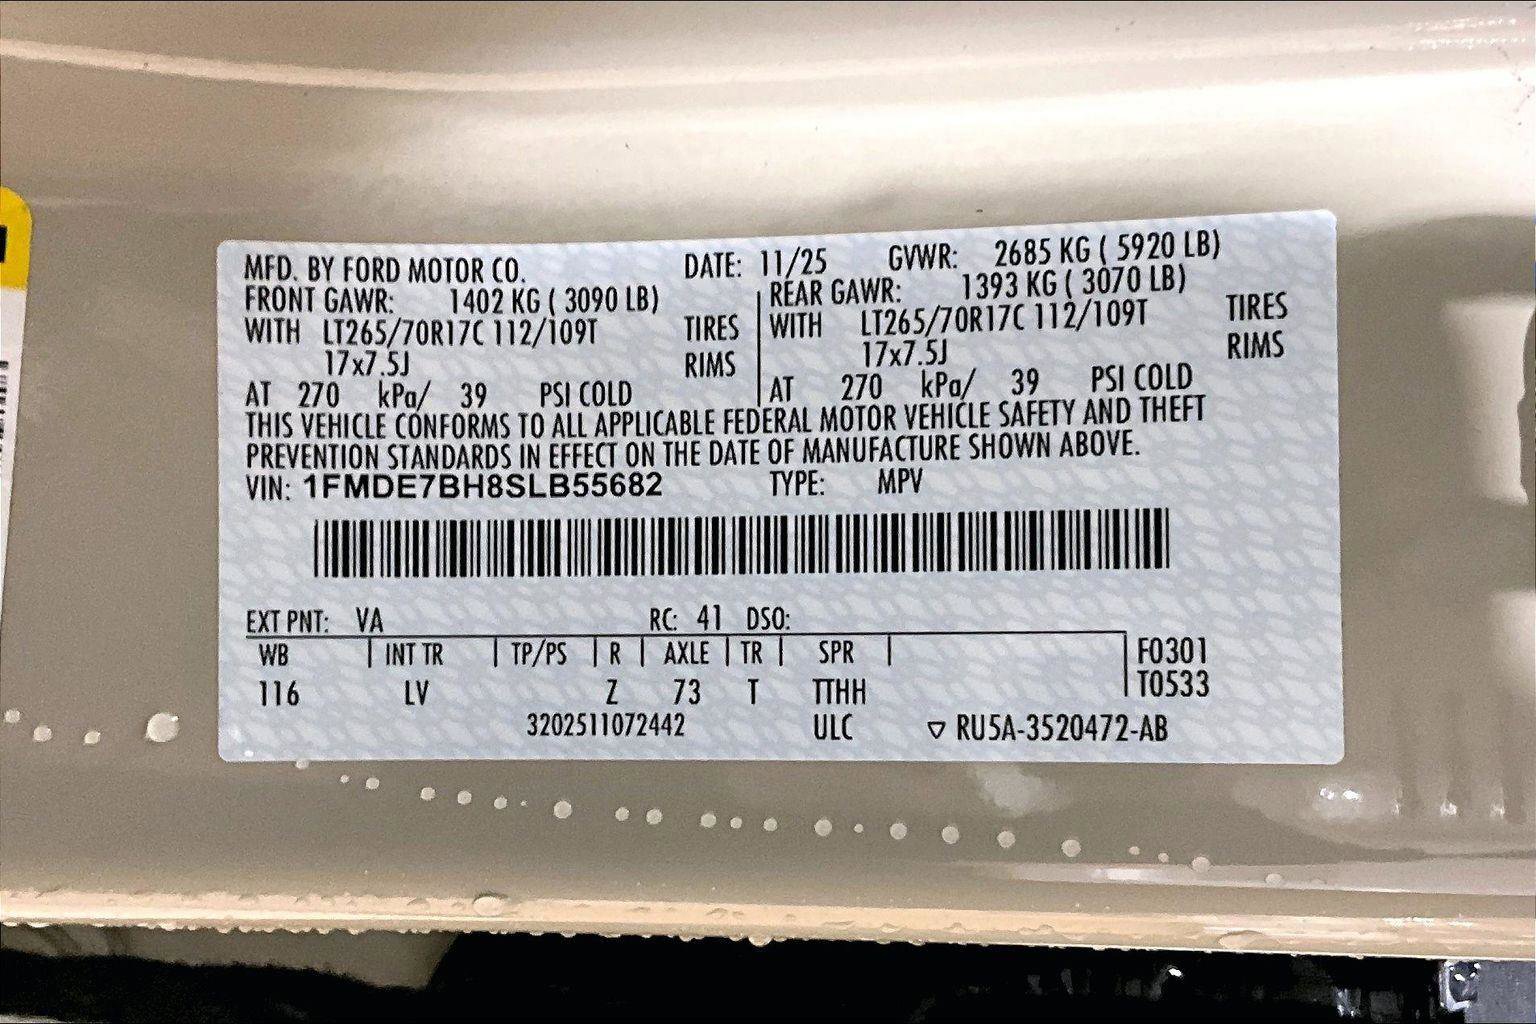 MFD. BY FORD MOTOR CO. DATE: 11/25 GVWR: 2685 KG ( 5920 LB)
FRONT GAWR: 1402 KG ( 3090 LB) REAR GAWR: 1393 KG ( 3070 LB)
WITH LT265/70R17C 112/109T TIRES WITH LT265/70R17C 112/109T TIRES
17x7.5J RIMS 17x7.5J RIMS
AT 270 kPa/ 39 PSI COLD AT 270 kPa/ 39 PSI COLD
THIS VEHICLE CONFORMS TO ALL APPLICABLE FEDERAL MOTOR VEHICLE SAFETY AND THEFT
PREVENTION STANDARDS IN EFFECT ON THE DATE OF MANUFACTURE SHOWN ABOVE.
VIN: 1FMDE7BH8SLB55682 TYPE: MPV
EXT PNT: VA RC: 41 DSO:
WB INT TR TP/PS R AXLE TR SPR F0301
116 LV Z 73 T TTHH T0533
3202511072442 ULC ▽ RU5A-3520472-AB